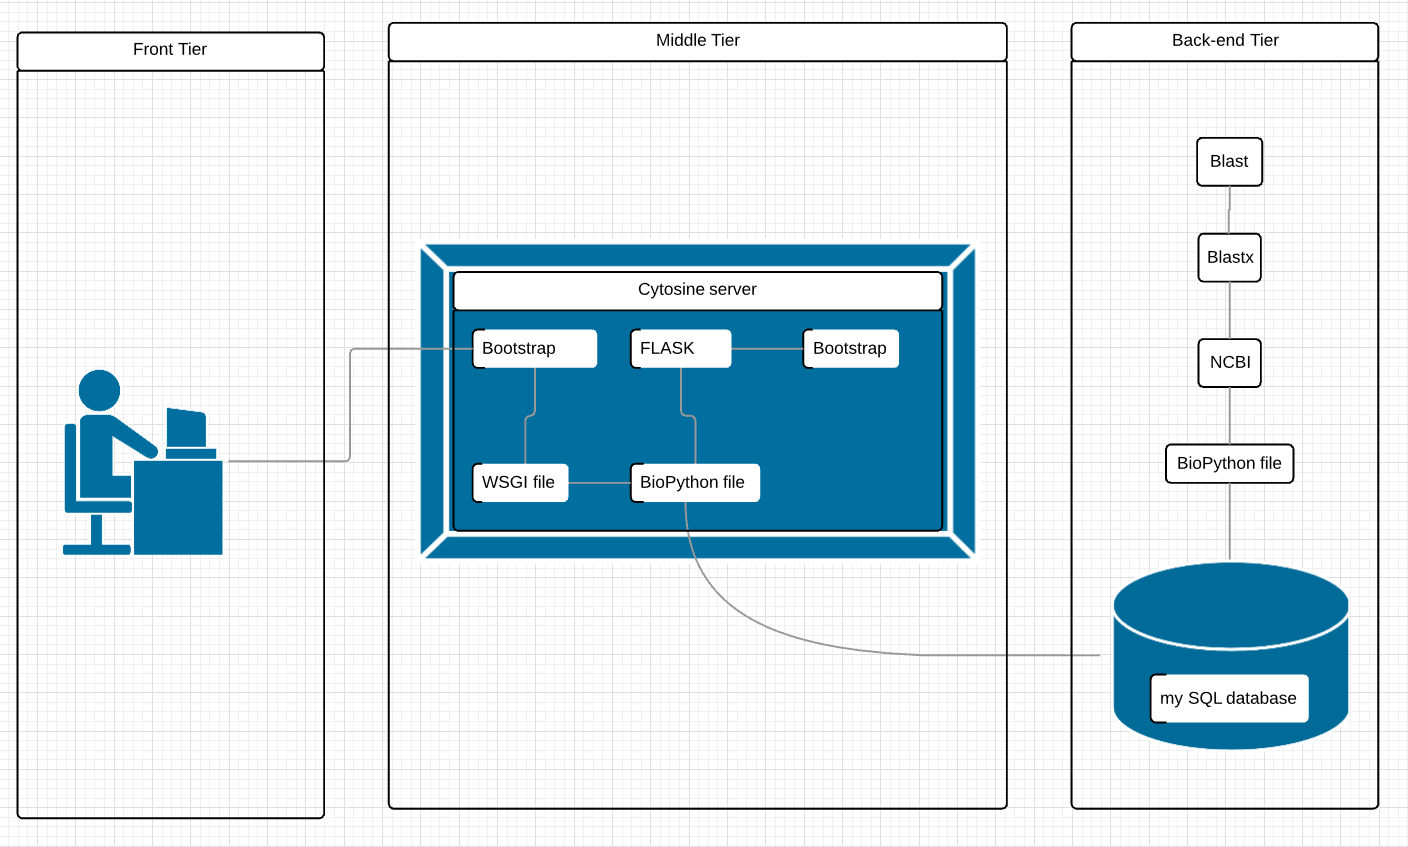 Front Tier
Middle Tier
Back-end Tier
Cytosine server
Bootstrap
FLASK
Bootstrap
WSGI file
BioPython file
Blast
Blastx
NCBI
BioPython file
my SQL database